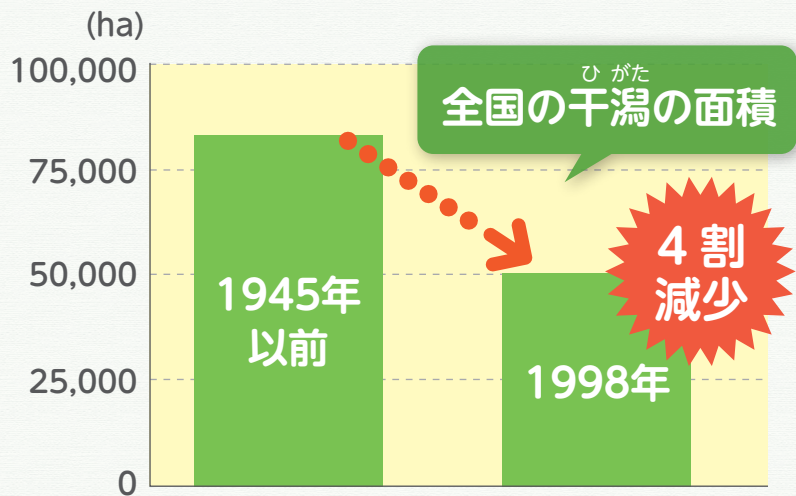 (ha)
100,000
75,000
50,000
25,000
0
ひ がた
全国の干潟の面積
4割
減少
1945年
以前
1998年